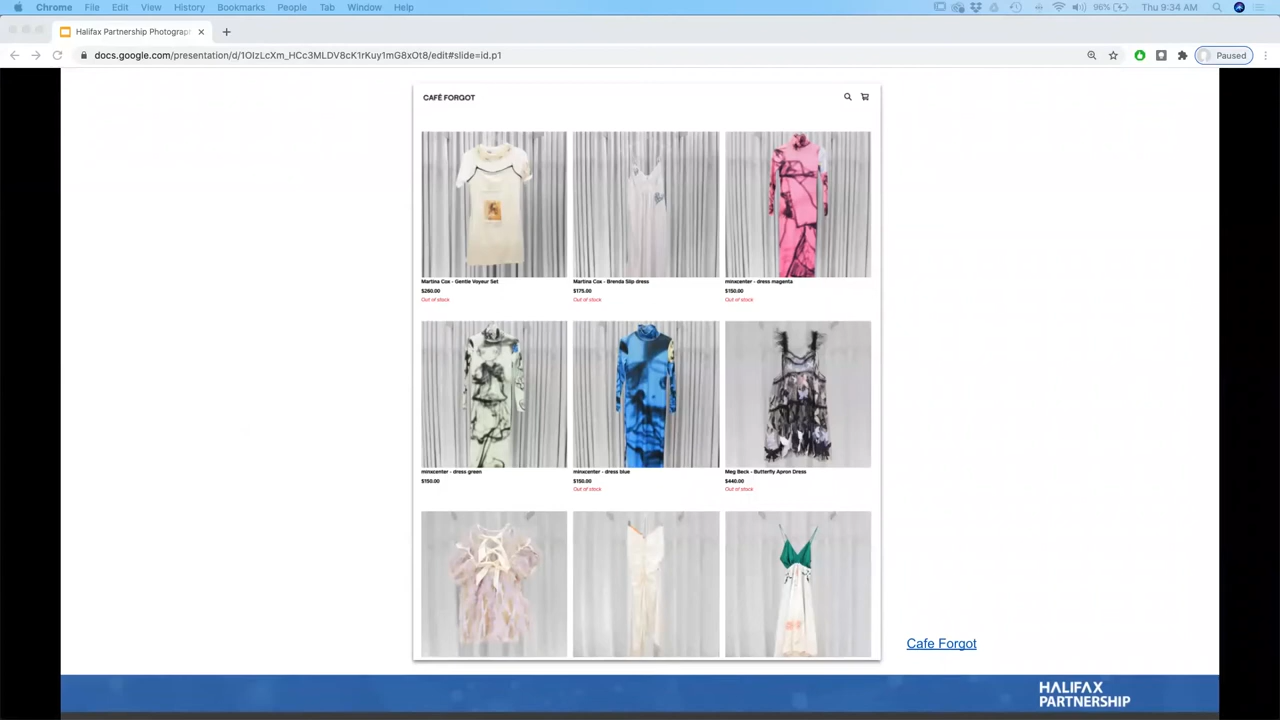 Chrome File Edit View History Bookmarks People Tab Window Help 96% Thu 9:34 AM
Halifax Partnership Photograp
docs.google.com/presentation/d/1OIzLcXm_HCc3MLDV8cK1rKuy1mG8xOt8/edit#slide=id.p1 Paused
CAFÉ FORGOT
Martina Cox - Gentle Voyeur Set Martina Cox - Brenda Slip dress minxcenter - dress magenta
$260.00 $175.00 $150.00
Out of stock Out of stock Out of stock
minxcenter - dress green minxcenter - dress blue Meg Beck - Butterfly Apron Dress
$150.00 $150.00 $440.00
Out of stock Out of stock
Cafe Forgot
HALIFAX
PARTNERSHIP